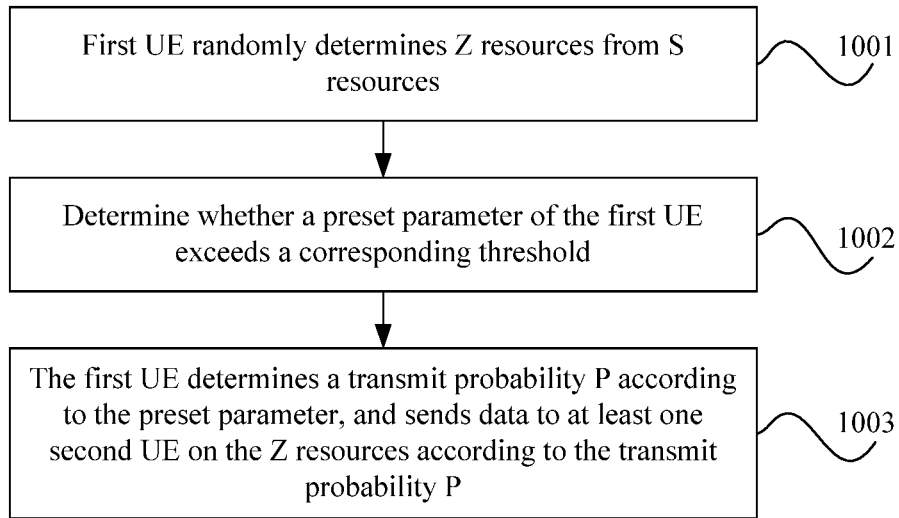 First UE randomly determines Z resources from S
resources
1001
Determine whether a preset parameter of the first UE
exceeds a corresponding threshold
1002
The first UE determines a transmit probability P according
to the preset parameter, and sends data to at least one
second UE on the Z resources according to the transmit
probability P
1003